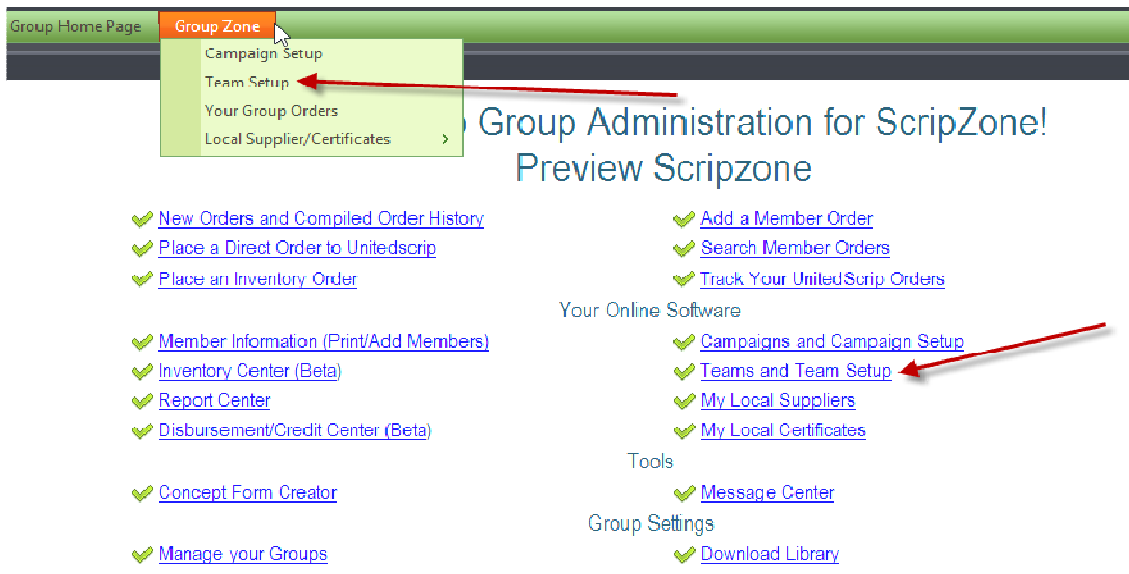 Group Home Page Group Zone
Campaign Setup
Team Setup
Your Group Orders
Local Supplier/Certificates >
Group Administration for ScripZone!
Preview Scripzone
New Orders and Compiled Order History Add a Member Order
Place a Direct Order to Unitedscrip Search Member Orders
Place an Inventory Order Track Your UnitedScrip Orders
Your Online Software
Member Information (Print/Add Members) Campaigns and Campaign Setup
Inventory Center (Beta) Teams and Team Setup
Report Center My Local Suppliers
Disbursement/Credit Center (Beta) My Local Certificates
Tools
Concept Form Creator Message Center
Group Settings
Manage your Groups Download Library